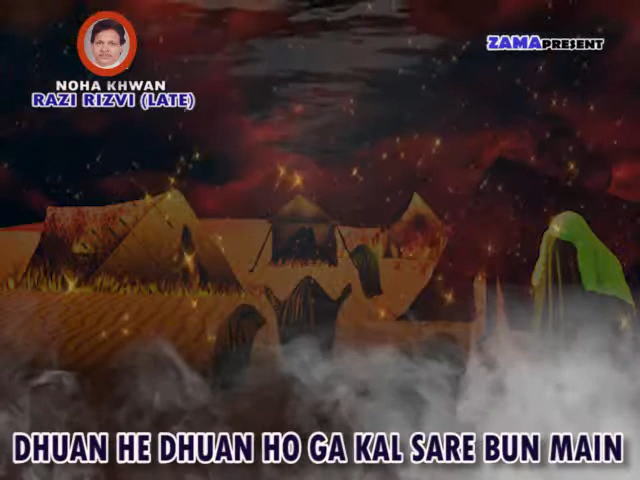 ZAMA PRESENT
NOHA KHWAN
RAZI RIZVI (LATE)
DHUAN HE DHUAN HO GA KAL SARE BUN MAIN